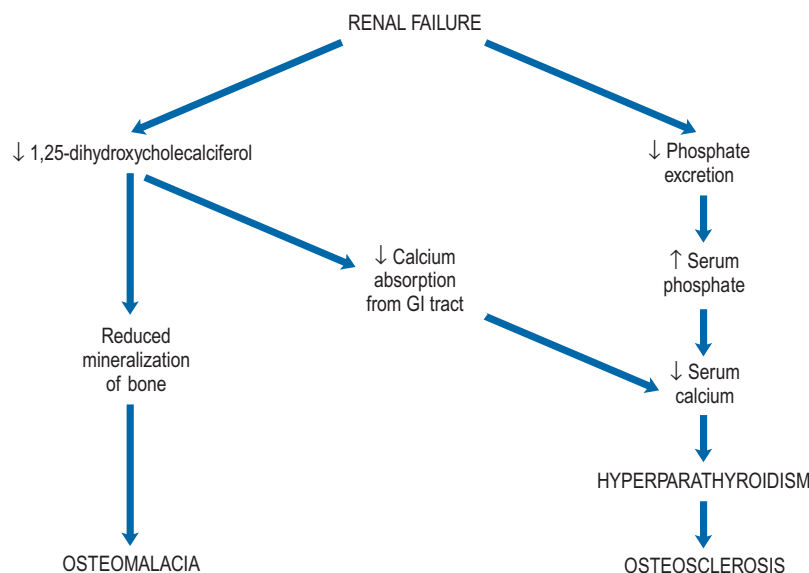 RENAL FAILURE
↓ 1,25-dihydroxycholecalciferol
↓ Phosphate
excretion
↓ Calcium
absorption
from GI tract
↑ Serum
phosphate
Reduced
mineralization
of bone
↓ Serum
calcium
HYPERPARATHYROIDISM
OSTEOMALACIA
OSTEOSCLEROSIS